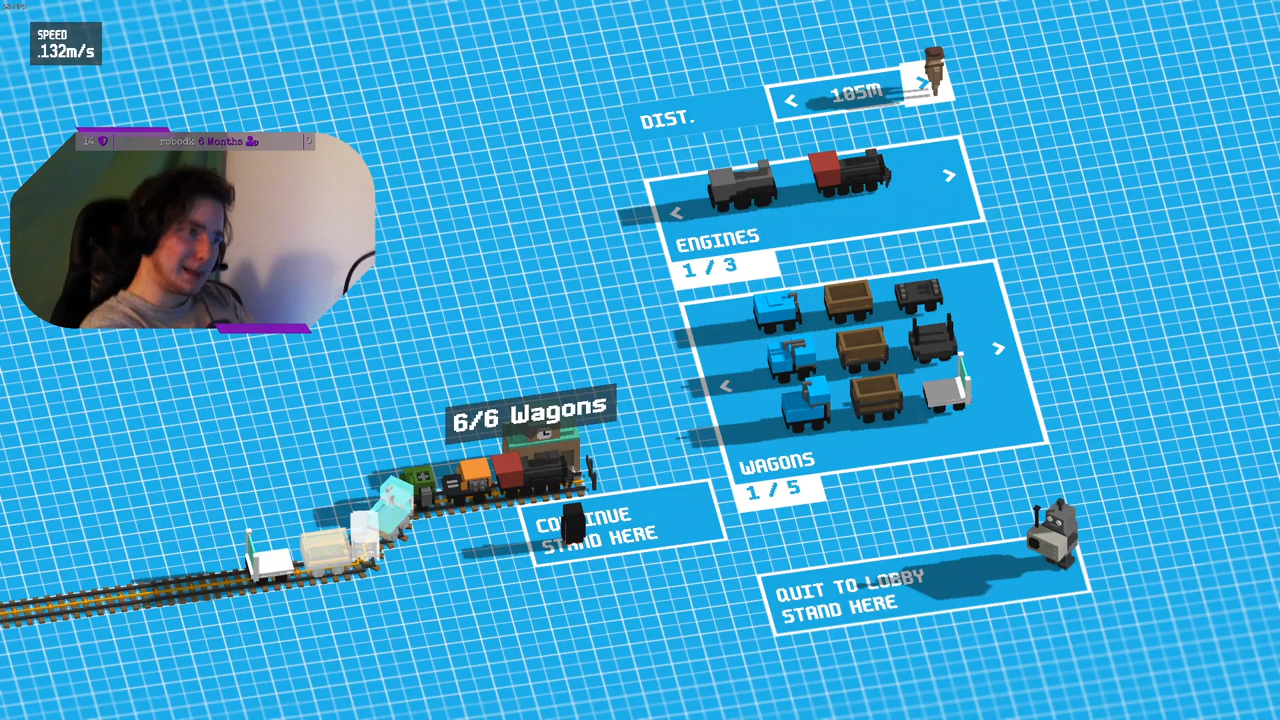 SPEED
.132m/s
14
robodk 6 Months
DIST.
< 185M >
< >
ENGINES
1 / 3
< >
WAGONS
1 / 5
6/6 Wagons
G
STAND HERE
QUIT TO LOBBY
STAND HERE